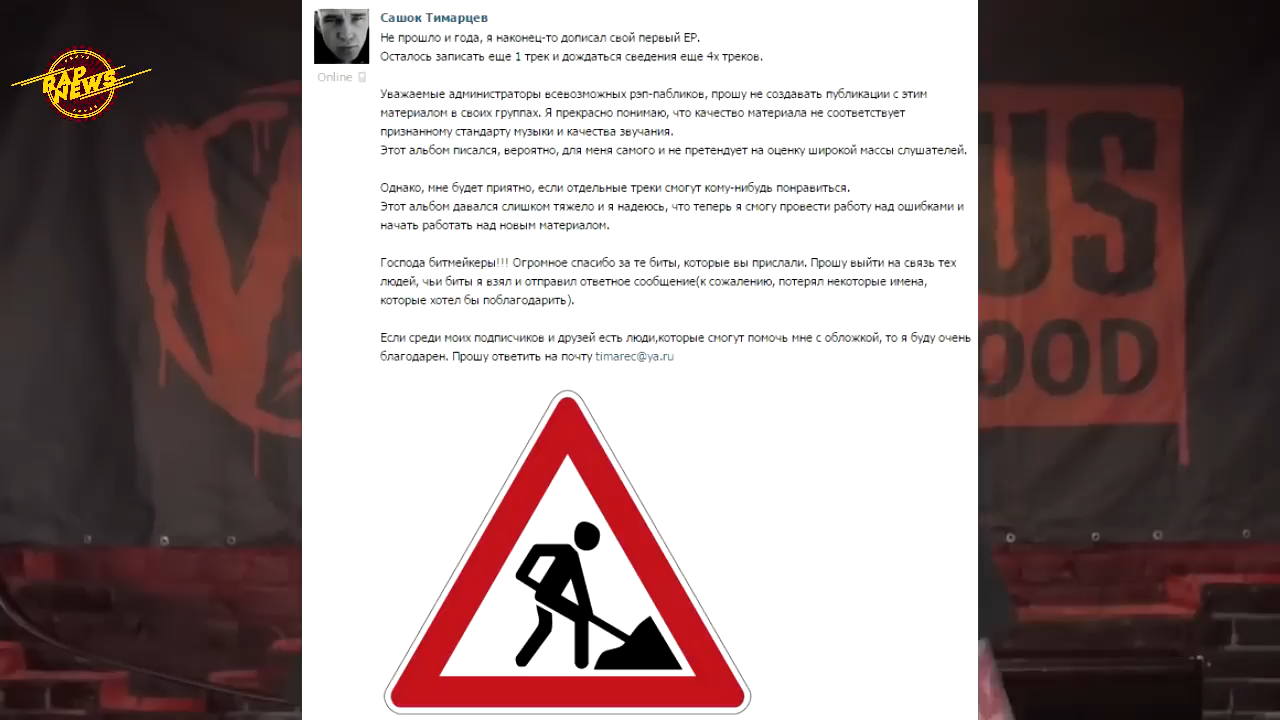 RAP
NEWS
Сашок Тимарцев
Не прошло и года, я наконец-то дописал свой первый EP.
Осталось записать еще 1 трек и дождаться сведения еще 4х треков.
Online
Уважаемые администраторы всевозможных рэп-пабликов, прошу не создавать публикации с этим
материалом в своих группах. Я прекрасно понимаю, что качество материала не соответствует
признанному стандарту музыки и качества звучания.
Этот альбом писался, вероятно, для меня самого и не претендует на оценку широкой массы слушателей.
Однако, мне будет приятно, если отдельные треки смогут кому-нибудь понравиться.
Этот альбом давался слишком тяжело и я надеюсь, что теперь я смогу провести работу над ошибками и
начать работать над новым материалом.
Господа битмейкеры!!! Огромное спасибо за те биты, которые вы прислали. Прошу выйти на связь тех
людей, чьи биты я взял и отправил ответное сообщение(к сожалению, потерял некоторые имена,
которые хотел бы поблагодарить).
Если среди моих подписчиков и друзей есть люди,которые смогут помочь мне с обложкой, то я буду очень
благодарен. Прошу ответить на почту timarec@ya.ru
V
US
OOD